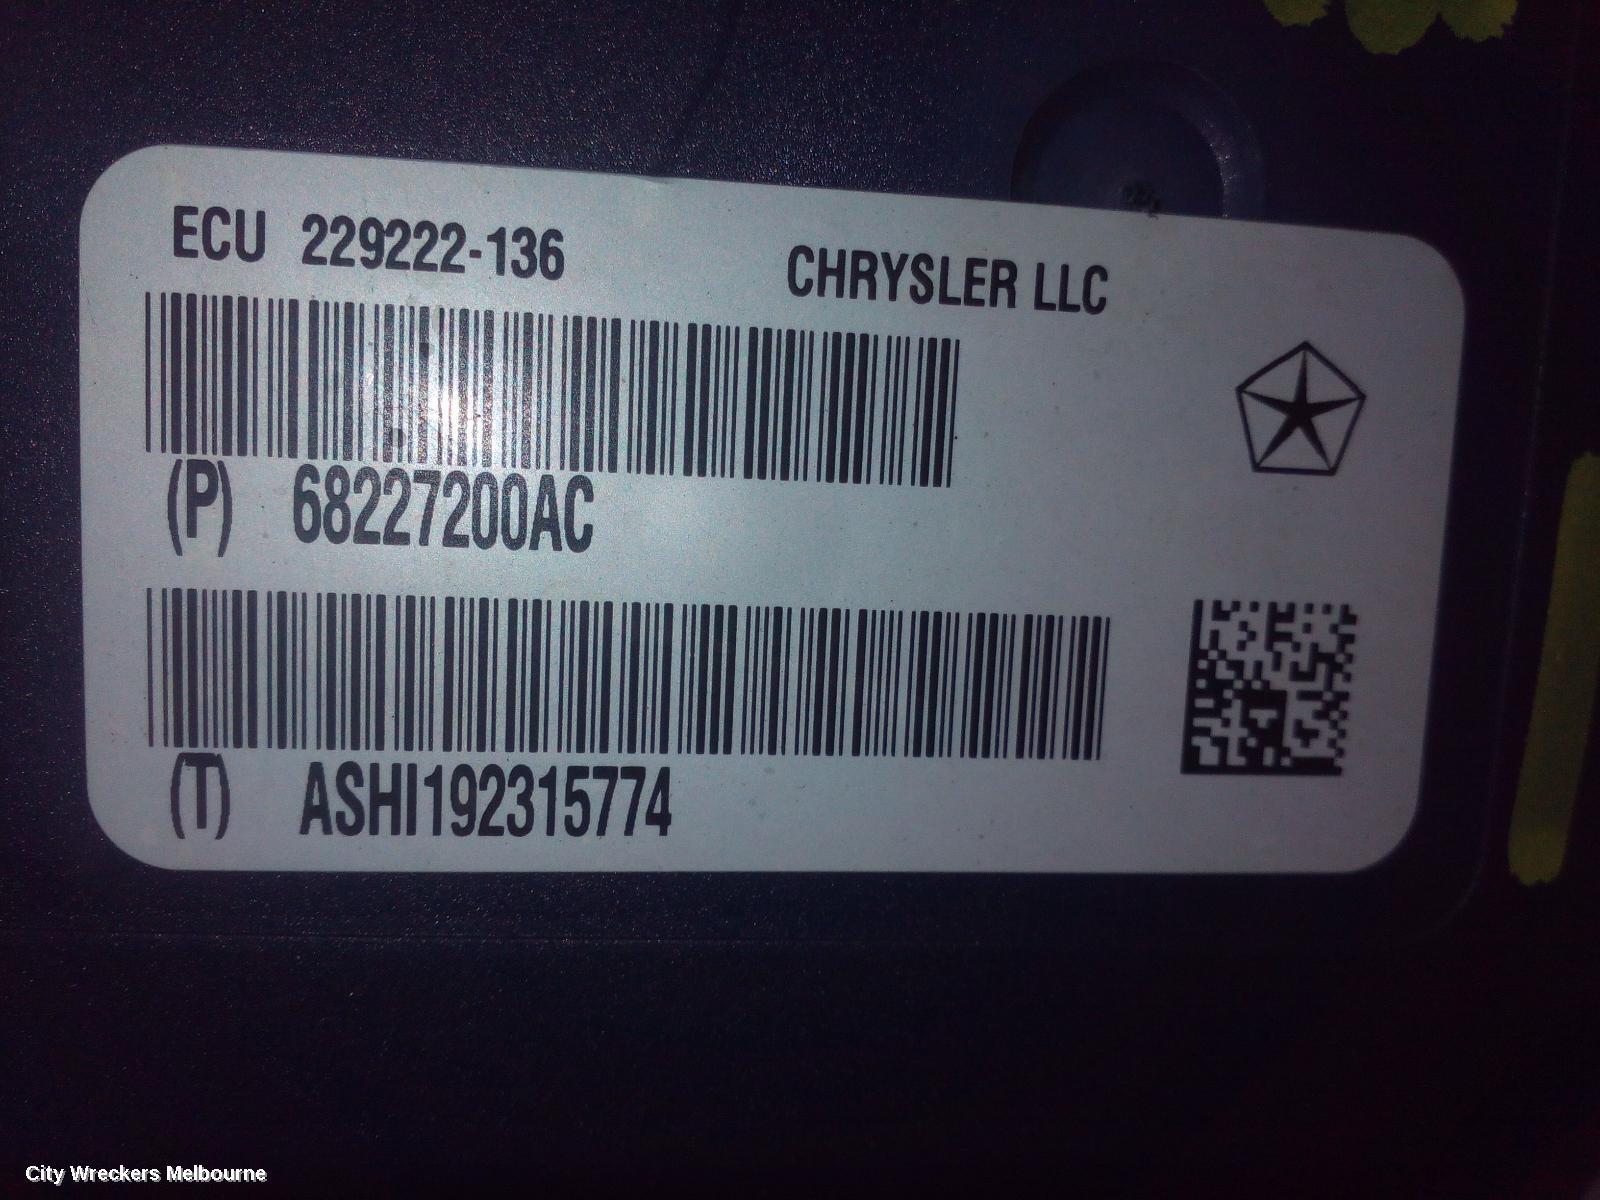 ECU 229222-136 CHRYSLER LLC
(P) 68227200AC
(T) ASHI192315774
City Wreckers Melbourne